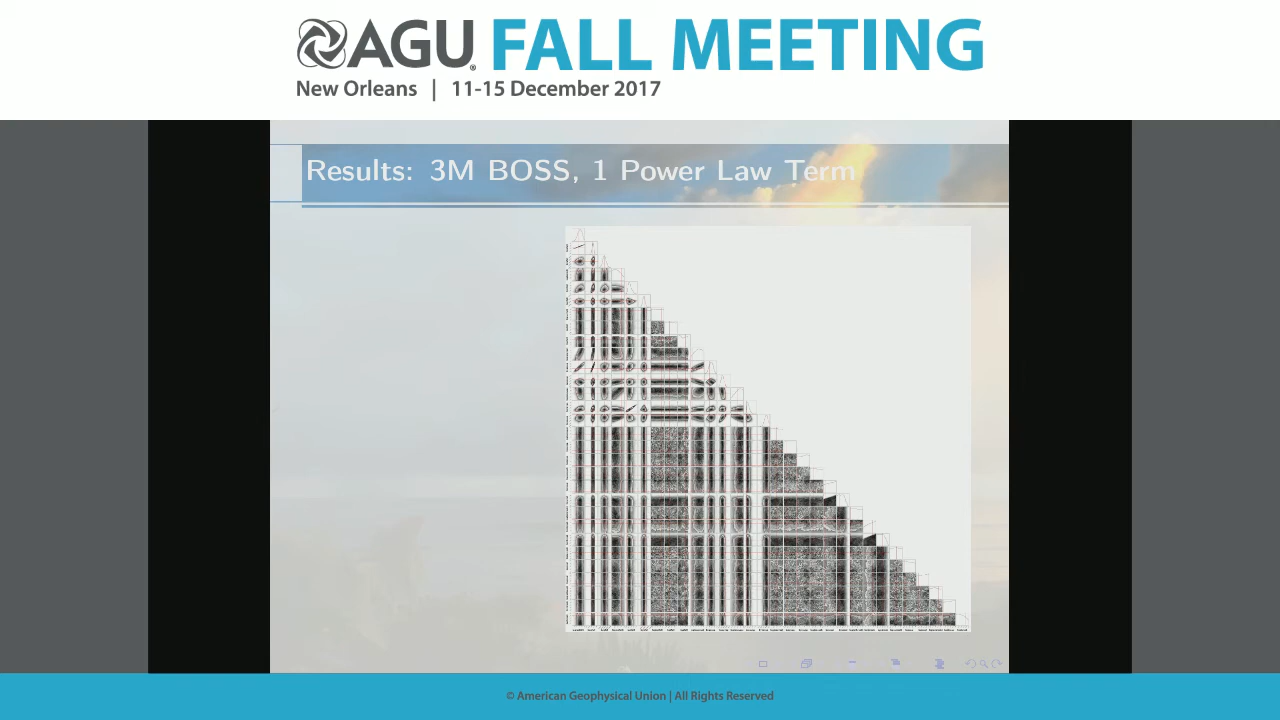 AGU FALL MEETING
New Orleans | 11-15 December 2017
Results: 3M BOSS, 1 Power Law Term
© American Geophysical Union | All Rights Reserved